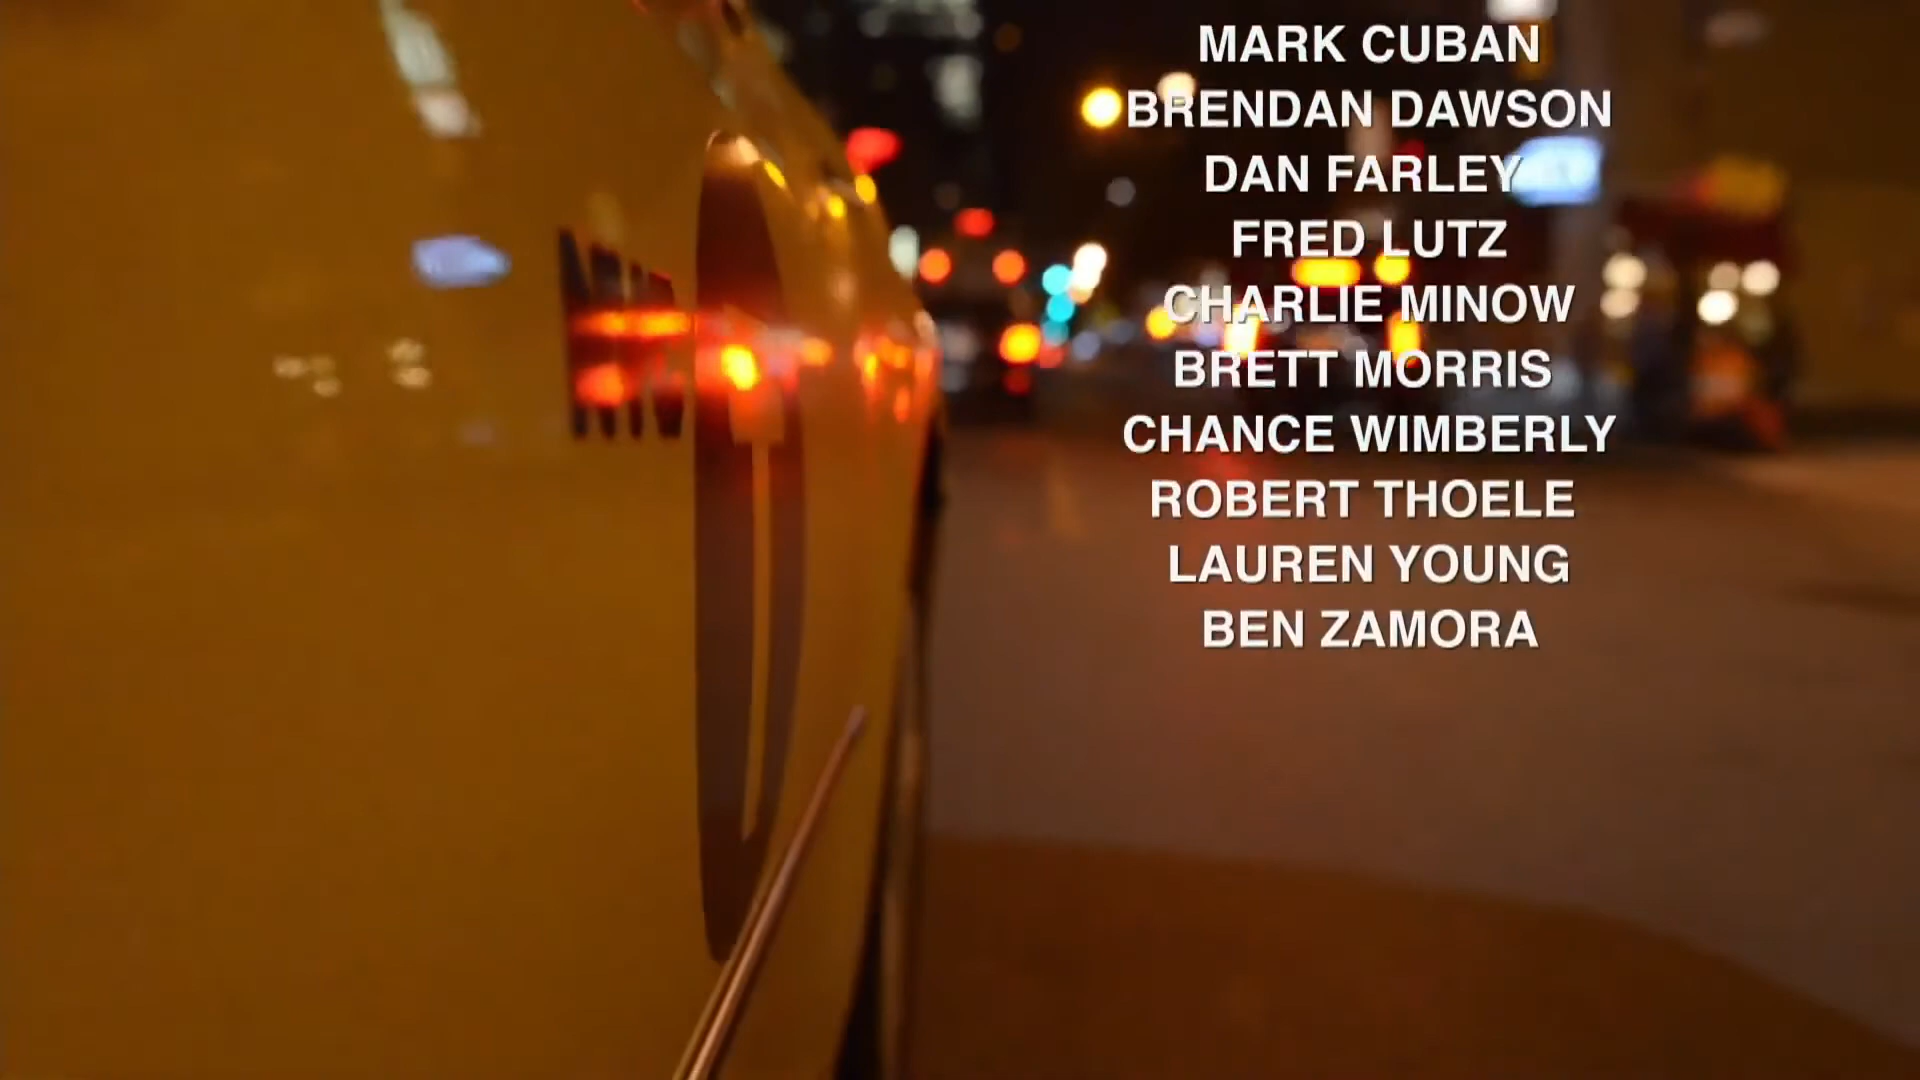 MARK CUBAN
BRENDAN DAWSON
DAN FARLEY
FRED LUTZ
CHARLIE MINOW
BRETT MORRIS
CHANCE WIMBERLY
ROBERT THOELE
LAUREN YOUNG
BEN ZAMORA